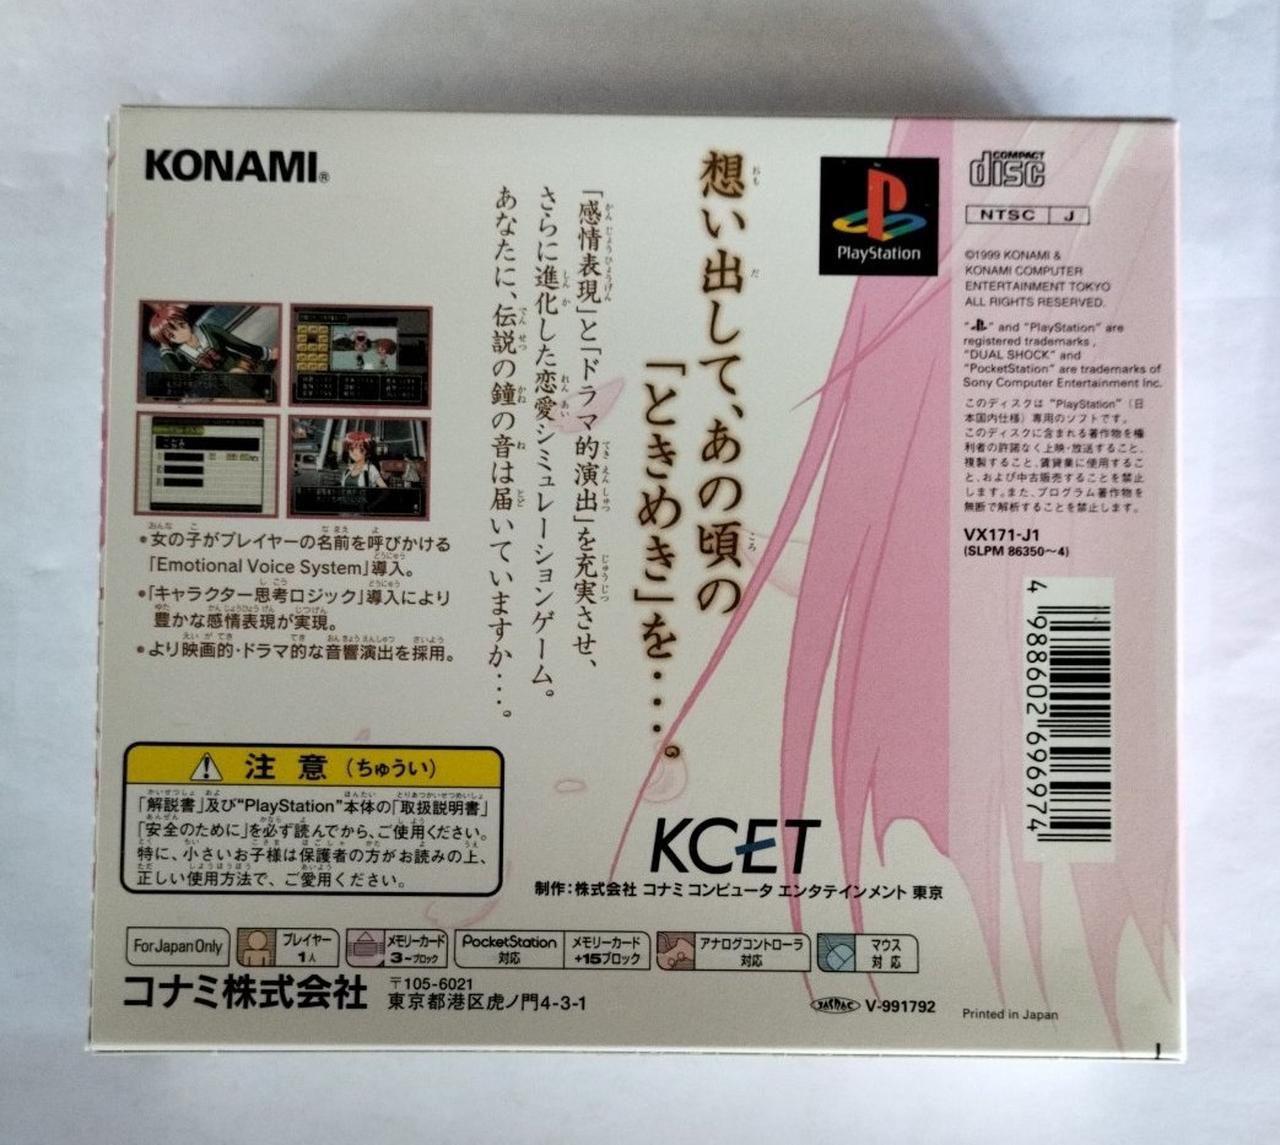 KONAMI®
想い出して、あの頃の
「ときめき」を・・・。
「感情表現」と「ドラマ的演出」を充実させ、
さらに進化した恋愛シミュレーションゲーム。
あなたに、伝説の鐘の音は届いていますか・・・。
PlayStation
COMPACT disc
NTSC J
©1999 KONAMI &
KONAMI COMPUTER
ENTERTAINMENT TOKYO
ALL RIGHTS RESERVED.
" " and "PlayStation" are
registered trademarks ,
"DUAL SHOCK" and
"PocketStation" are trademarks of
Sony Computer Entertainment Inc.
このディスクは "PlayStation" (日
本国内仕様) 専用のソフトです。
このディスクに含まれる著作物を権
利者の許諾なく上映・放送すること、
複製すること、賃貸業に使用するこ
と、および中古販売することを禁止
します。また、プログラム著作物を
無断で解析することを禁止します。
VX171-J1
(SLPM 86350～4)
4 988602 696974
•女の子がプレイヤーの名前を呼びかける
「Emotional Voice System」導入。
•「キャラクター思考ロジック」導入により
豊かな感情表現が実現。
•より映画的・ドラマ的な音響演出を採用。
注意 (ちゅうい)
「解説書」及び"PlayStation"本体の「取扱説明書」
「安全のために」を必ず読んでから、ご使用ください。
特に、小さいお子様は保護者の方がお読みの上、
正しい使用方法で、ご愛用ください。
KCET
制作:株式会社 コナミ コンピュータ エンタテインメント 東京
For Japan Only
プレイヤー
1人
メモリーカード
3~ブロック
PocketStation
対応
メモリーカード
+15ブロック
アナログコントローラ
対応
マウス
対応
コナミ株式会社
〒105-6021
東京都港区虎ノ門4-3-1
JASRAC V-991792
Printed in Japan